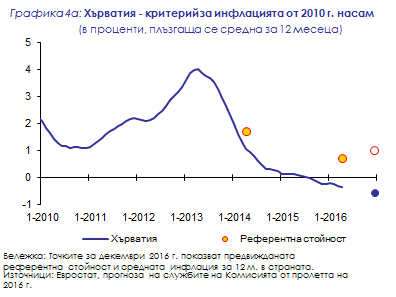 Графика 4а: Хърватия - критерий за инфлацията от 2010 г. насам
(в проценти, плъзгаща се средна за 12 месеца)
5
4
3
2
1
0
-1
1-2010 1-2011 1-2012 1-2013 1-2014 1-2015 1-2016
Хърватия Референтна стойност
Бележка: Точките за декември 2016 г. показват предвижданата
референтна стойност и средната инфлация за 12 м. в страната.
Източници: Евростат, прогноза на службите на Комисията от пролетта на
2016 г.